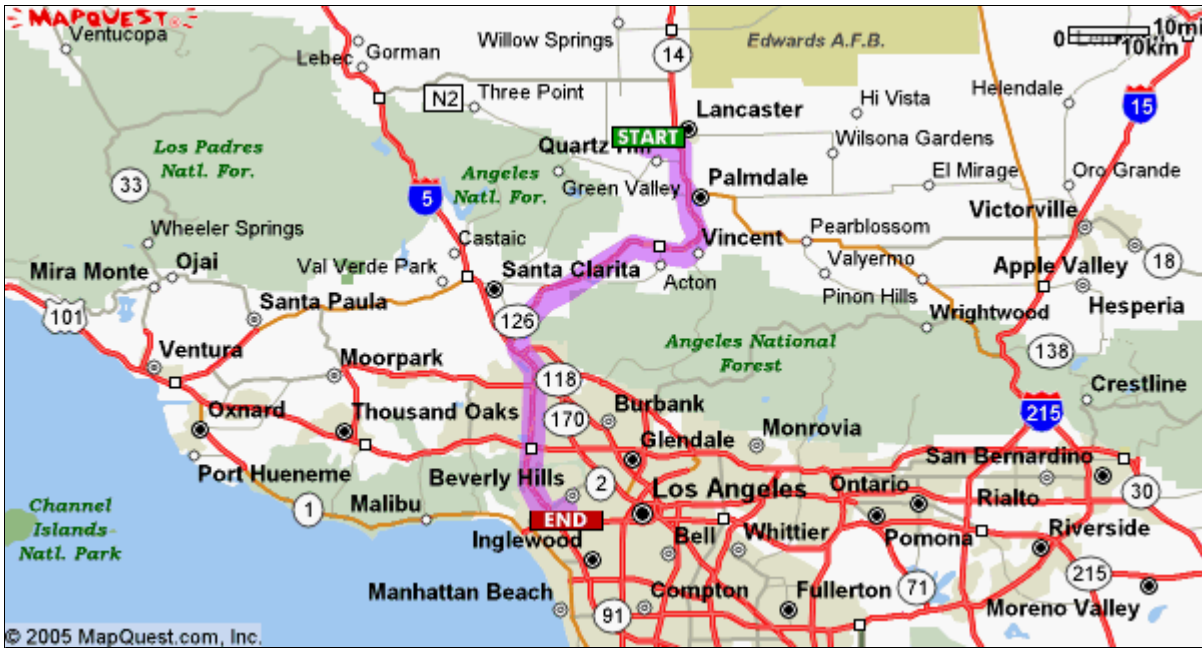 MAPQUEST
Ventucopa
Gorman
Lebec
Willow Springs
14
Edwards A.F.B.
0
10mi
10km
N2
Three Point
Lancaster
Hi Vista
Helendale
15
START
Quartz
Wilsona Gardens
Los Padres
Natl. For.
33
5
Angeles
Natl. For.
Green Valley
Palmdale
El Mirage
Oro Grande
Victorville
Wheeler Springs
Castaic
Vincent
Pearblossom
18
Mira Monte
Ojai
Val Verde Park
Santa Clarita
Acton
Valyermo
Apple Valley
Pinon Hills
Hesperia
101
Santa Paula
126
Wrightwood
Angeles National
Forest
138
Ventura
Moorpark
118
Crestline
Oxnard
Thousand Oaks
170
Burbank
215
Glendale
Monrovia
Port Hueneme
Beverly Hills
2
Los Angeles
Ontario
San Bernardino
Rialto
30
Channel
Islands
Natl. Park
1
Malibu
END
Inglewood
Bell
Whittier
Pomona
Riverside
Manhattan Beach
Compton
Fullerton
71
215
91
Moreno Valley
© 2005 MapQuest.com, Inc.